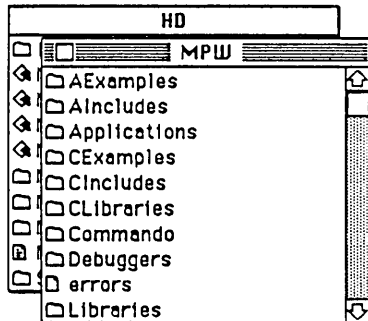 HD
MPW
AExamples
AIncludes
Applications
CExamples
CIncludes
CLibraries
Commando
Debuggers
errors
Libraries